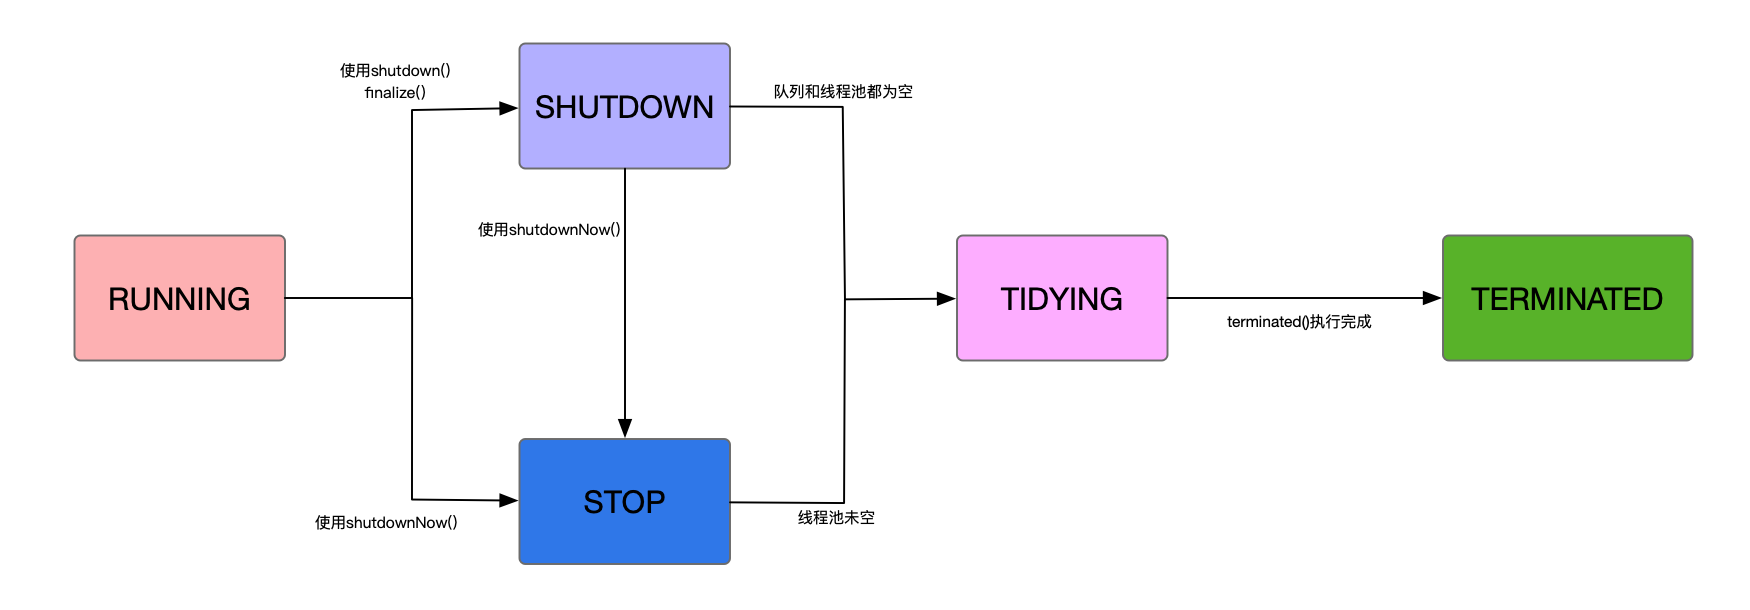 使用shutdown()
finalize()
SHUTDOWN
队列和线程池都为空
使用shutdownNow()
RUNNING
TIDYING
TERMINATED
terminated()执行完成
使用shutdownNow()
STOP
线程池未空